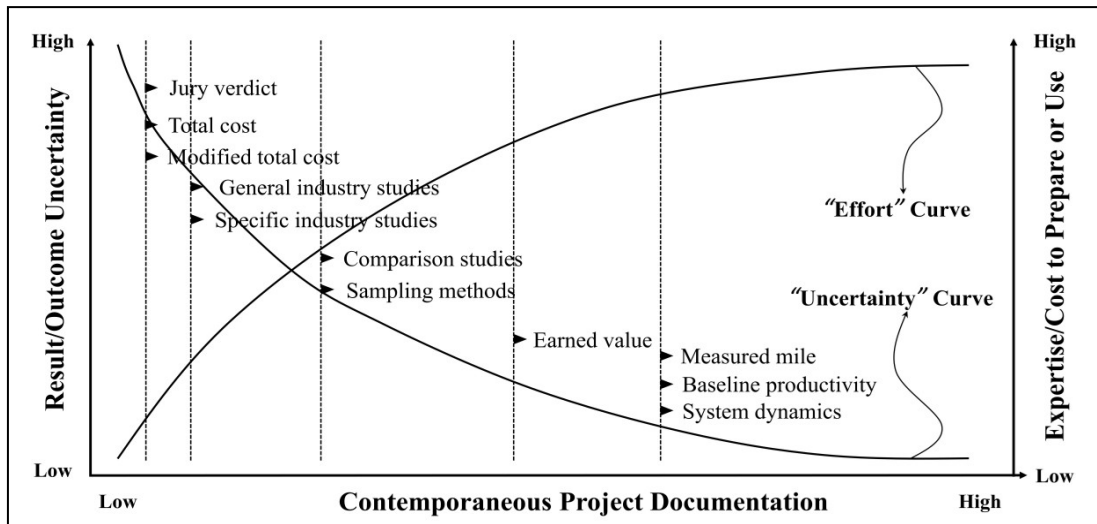 High
High
Jury verdict
Total cost
Modified total cost
General industry studies
Specific industry studies
Comparison studies
Sampling methods
Earned value
Measured mile
Baseline productivity
System dynamics
“Effort” Curve
“Uncertainty” Curve
Result/Outcome Uncertainty
Expertise/Cost to Prepare or Use
Low
Low
Low
Contemporaneous Project Documentation
High